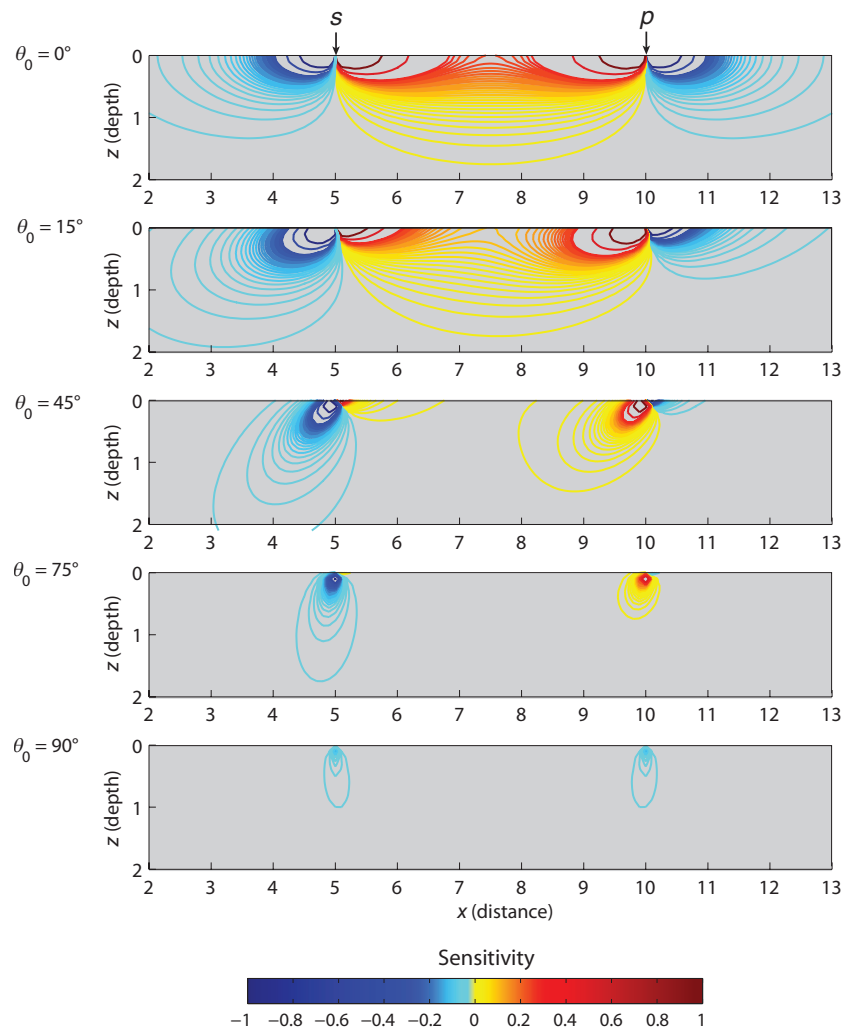 s p
θ0 = 0°
0
1
2
z (depth)
2 3 4 5 6 7 8 9 10 11 12 13
θ0 = 15°
0
1
2
z (depth)
2 3 4 5 6 7 8 9 10 11 12 13
θ0 = 45°
0
1
2
z (depth)
2 3 4 5 6 7 8 9 10 11 12 13
θ0 = 75°
0
1
2
z (depth)
2 3 4 5 6 7 8 9 10 11 12 13
θ0 = 90°
0
1
2
z (depth)
2 3 4 5 6 7 8 9 10 11 12 13
x (distance)
Sensitivity
−1 −0.8 −0.6 −0.4 −0.2 0 0.2 0.4 0.6 0.8 1